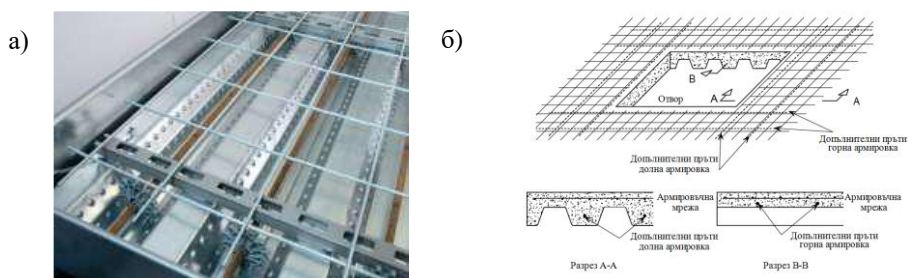 а)
б)
B
A
Отвор
A
Допълнителни пръти
горна армировка
Допълнителни пръти
долна армировка
Армировъчна
мрежа
Допълнителни пръти
долна армировка
Разрез А-А
Армировъчна
мрежа
Допълнителни пръти
горна армировка
Разрез В-В